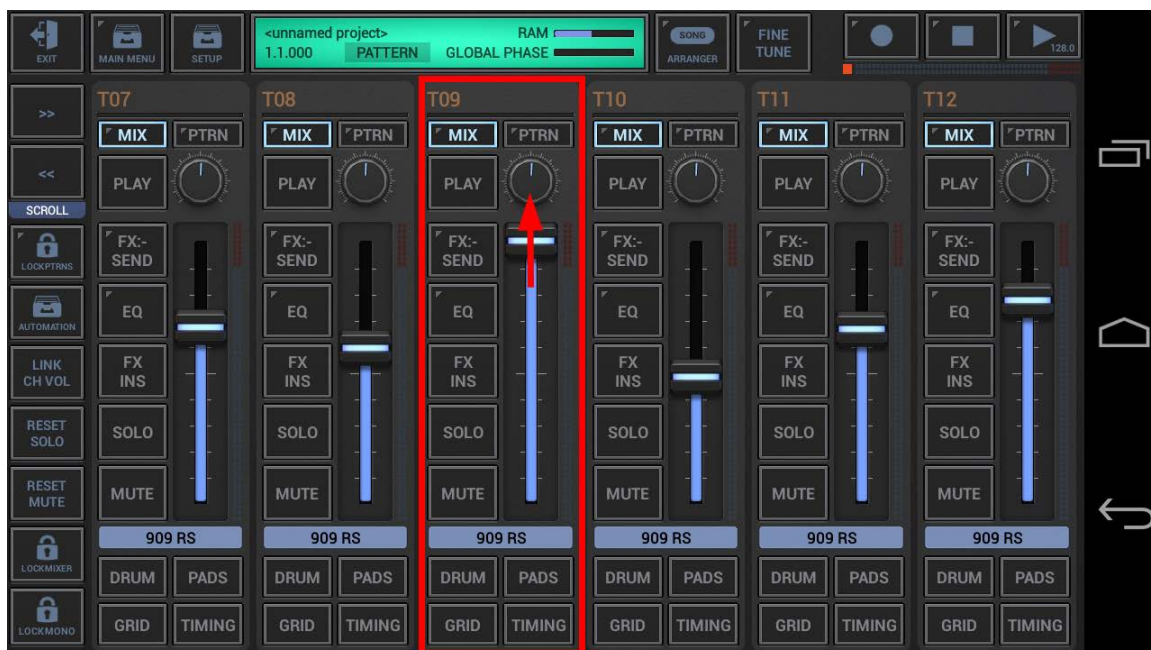 EXIT
MAIN MENU
SETUP
<unnamed project>
RAM
1.1.000
PATTERN
GLOBAL PHASE
SONG
ARRANGER
FINE
TUNE
128.0
>>
<<
SCROLL
LOCKPTRNS
AUTOMATION
LINK
CH VOL
RESET
SOLO
RESET
MUTE
LOCKMIXER
LOCKMONO
T07
MIX
PTRN
PLAY
FX:-
SEND
EQ
FX
INS
SOLO
MUTE
909 RS
DRUM
PADS
GRID
TIMING
T08
MIX
PTRN
PLAY
FX:-
SEND
EQ
FX
INS
SOLO
MUTE
909 RS
DRUM
PADS
GRID
TIMING
T09
MIX
PTRN
PLAY
FX:-
SEND
EQ
FX
INS
SOLO
MUTE
909 RS
DRUM
PADS
GRID
TIMING
T10
MIX
PTRN
PLAY
FX:-
SEND
EQ
FX
INS
SOLO
MUTE
909 RS
DRUM
PADS
GRID
TIMING
T11
MIX
PTRN
PLAY
FX:-
SEND
EQ
FX
INS
SOLO
MUTE
909 RS
DRUM
PADS
GRID
TIMING
T12
MIX
PTRN
PLAY
FX:-
SEND
EQ
FX
INS
SOLO
MUTE
909 RS
DRUM
PADS
GRID
TIMING